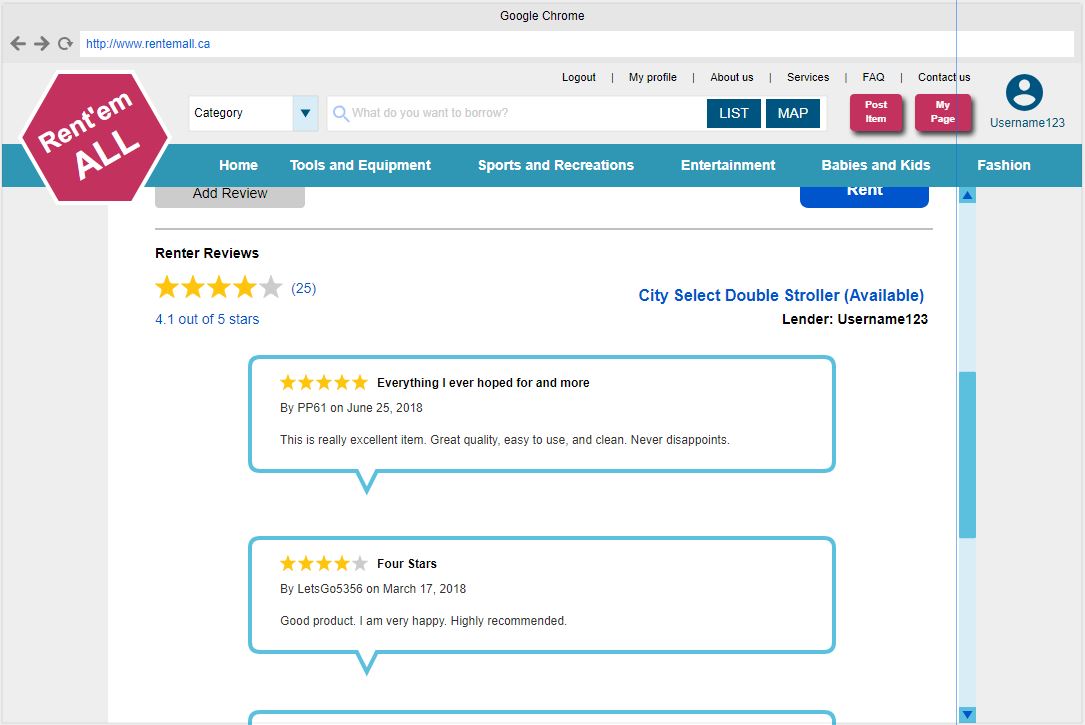 Google Chrome
http://www.rentemall.ca
Logout | My profile | About us | Services | FAQ | Contact us
Rent'em
ALL
Category
What do you want to borrow?
LIST
MAP
Post
Item
My
Page
Username123
Home
Tools and Equipment
Sports and Recreations
Entertainment
Babies and Kids
Fashion
Add Review
Rent
Renter Reviews
(25)
4.1 out of 5 stars
City Select Double Stroller (Available)
Lender: Username123
Everything I ever hoped for and more
By PP61 on June 25, 2018
This is really excellent item. Great quality, easy to use, and clean. Never disappoints.
Four Stars
By LetsGo5356 on March 17, 2018
Good product. I am very happy. Highly recommended.